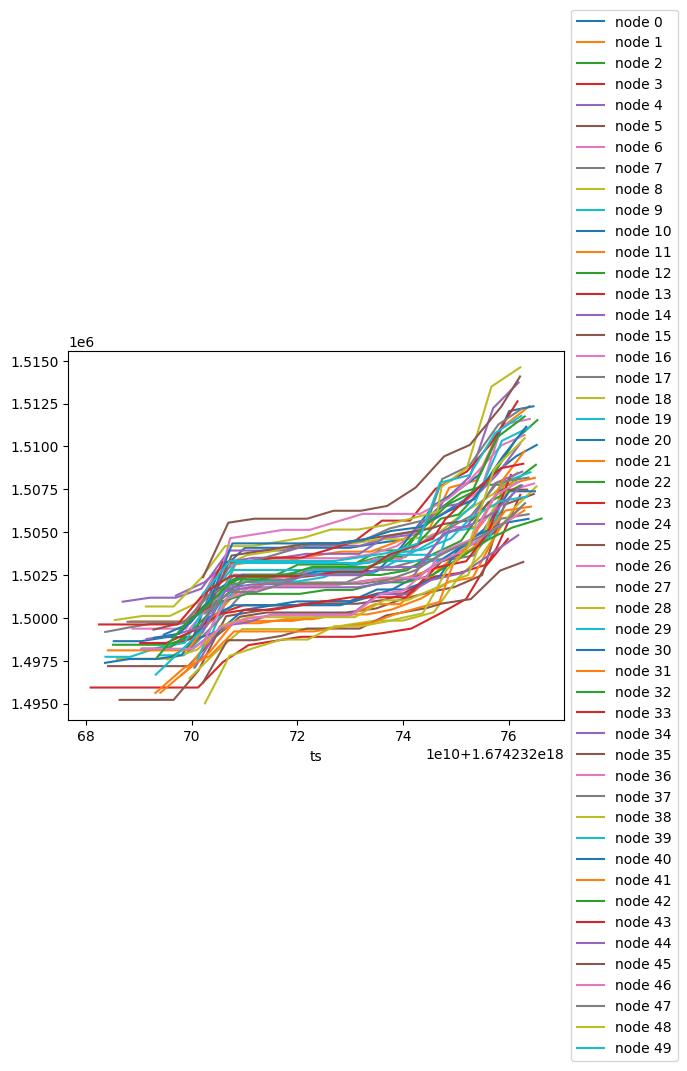 1e6
1.5150
1.5125
1.5100
1.5075
1.5050
1.5025
1.5000
1.4975
1.4950
68 70 72 74 76
ts
1e10+1.674232e18
node 0
node 1
node 2
node 3
node 4
node 5
node 6
node 7
node 8
node 9
node 10
node 11
node 12
node 13
node 14
node 15
node 16
node 17
node 18
node 19
node 20
node 21
node 22
node 23
node 24
node 25
node 26
node 27
node 28
node 29
node 30
node 31
node 32
node 33
node 34
node 35
node 36
node 37
node 38
node 39
node 40
node 41
node 42
node 43
node 44
node 45
node 46
node 47
node 48
node 49